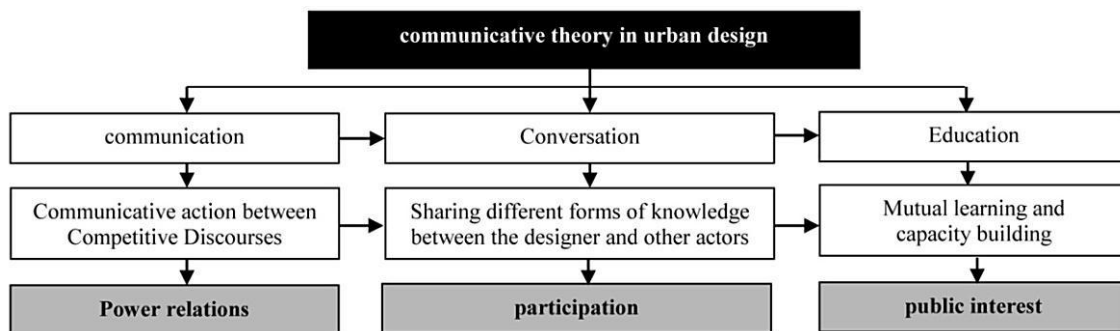 communicative theory in urban design
communication
Conversation
Education
Communicative action between
Competitive Discourses
Sharing different forms of knowledge
between the designer and other actors
Mutual learning and
capacity building
Power relations
participation
public interest